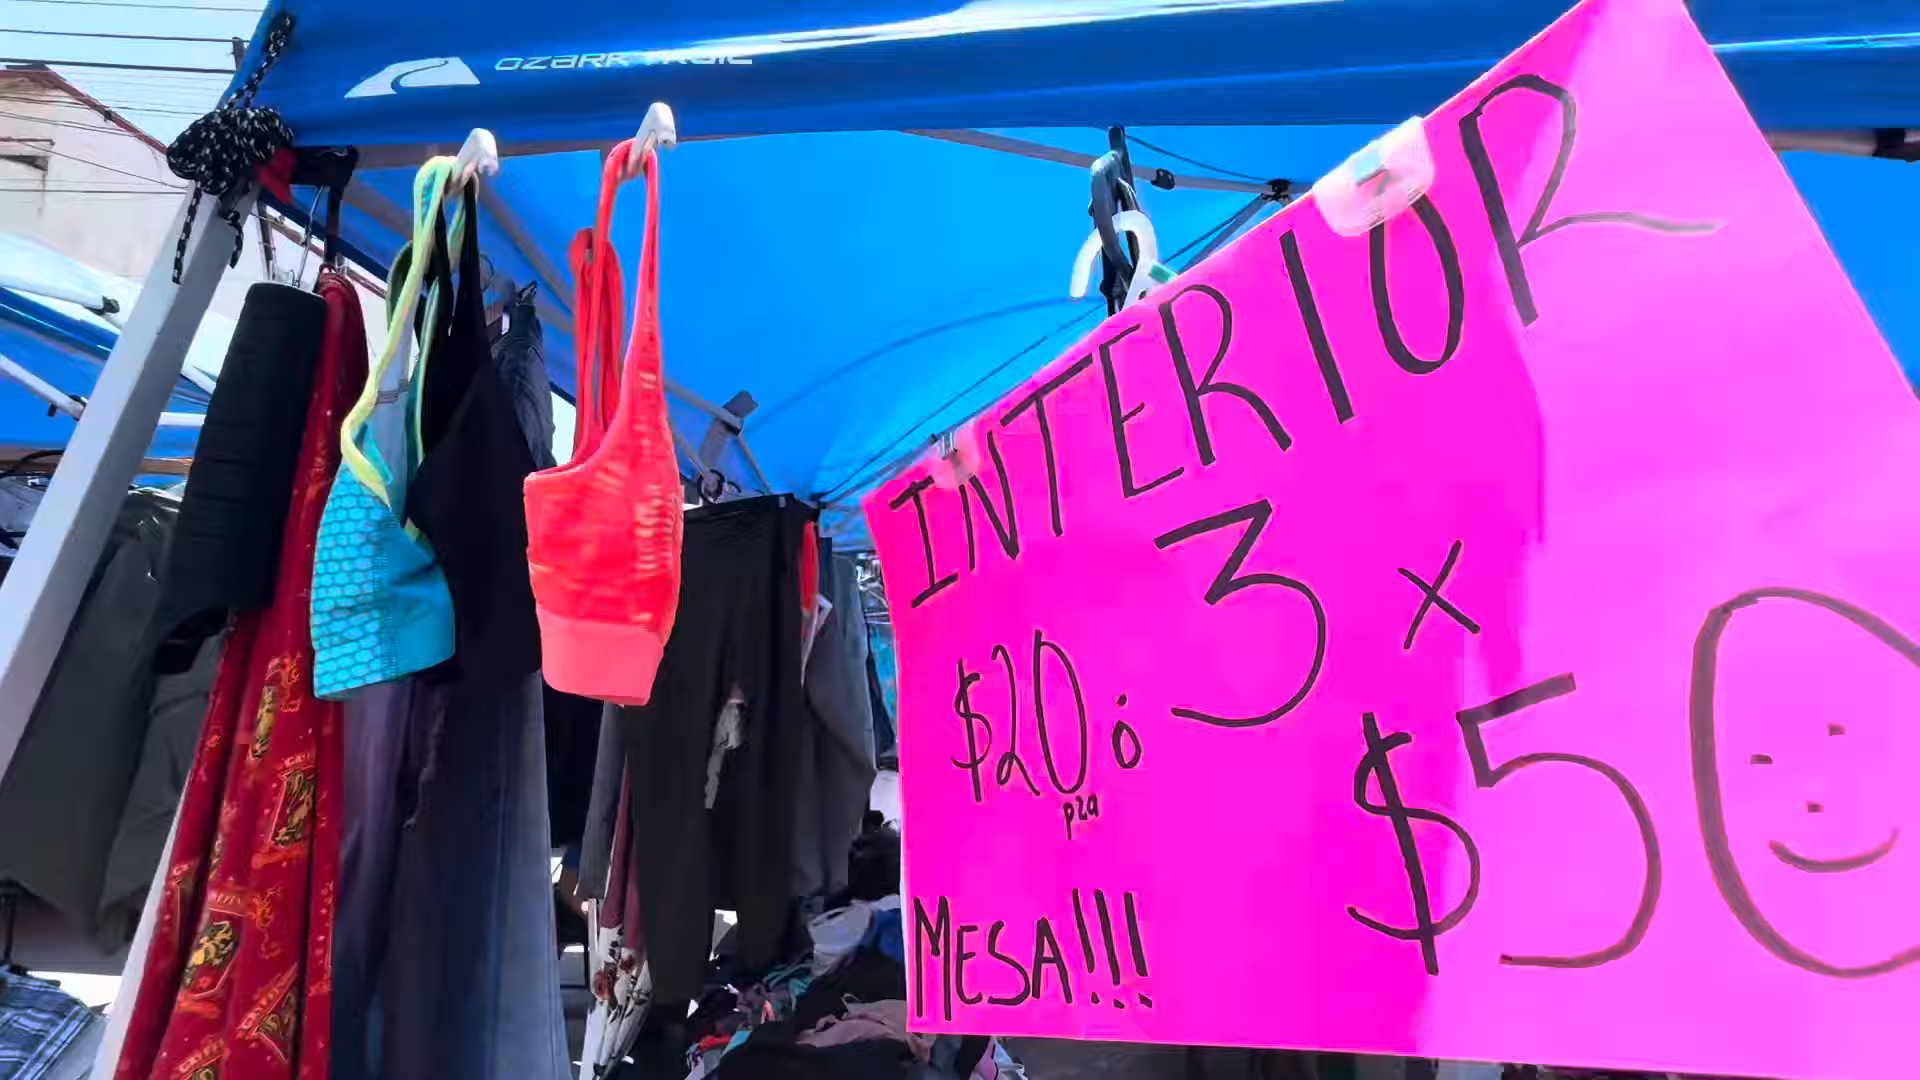 OZARK TRAIL
INTERIOR
3 x
$20 ó
pza
$50
MESA!!!